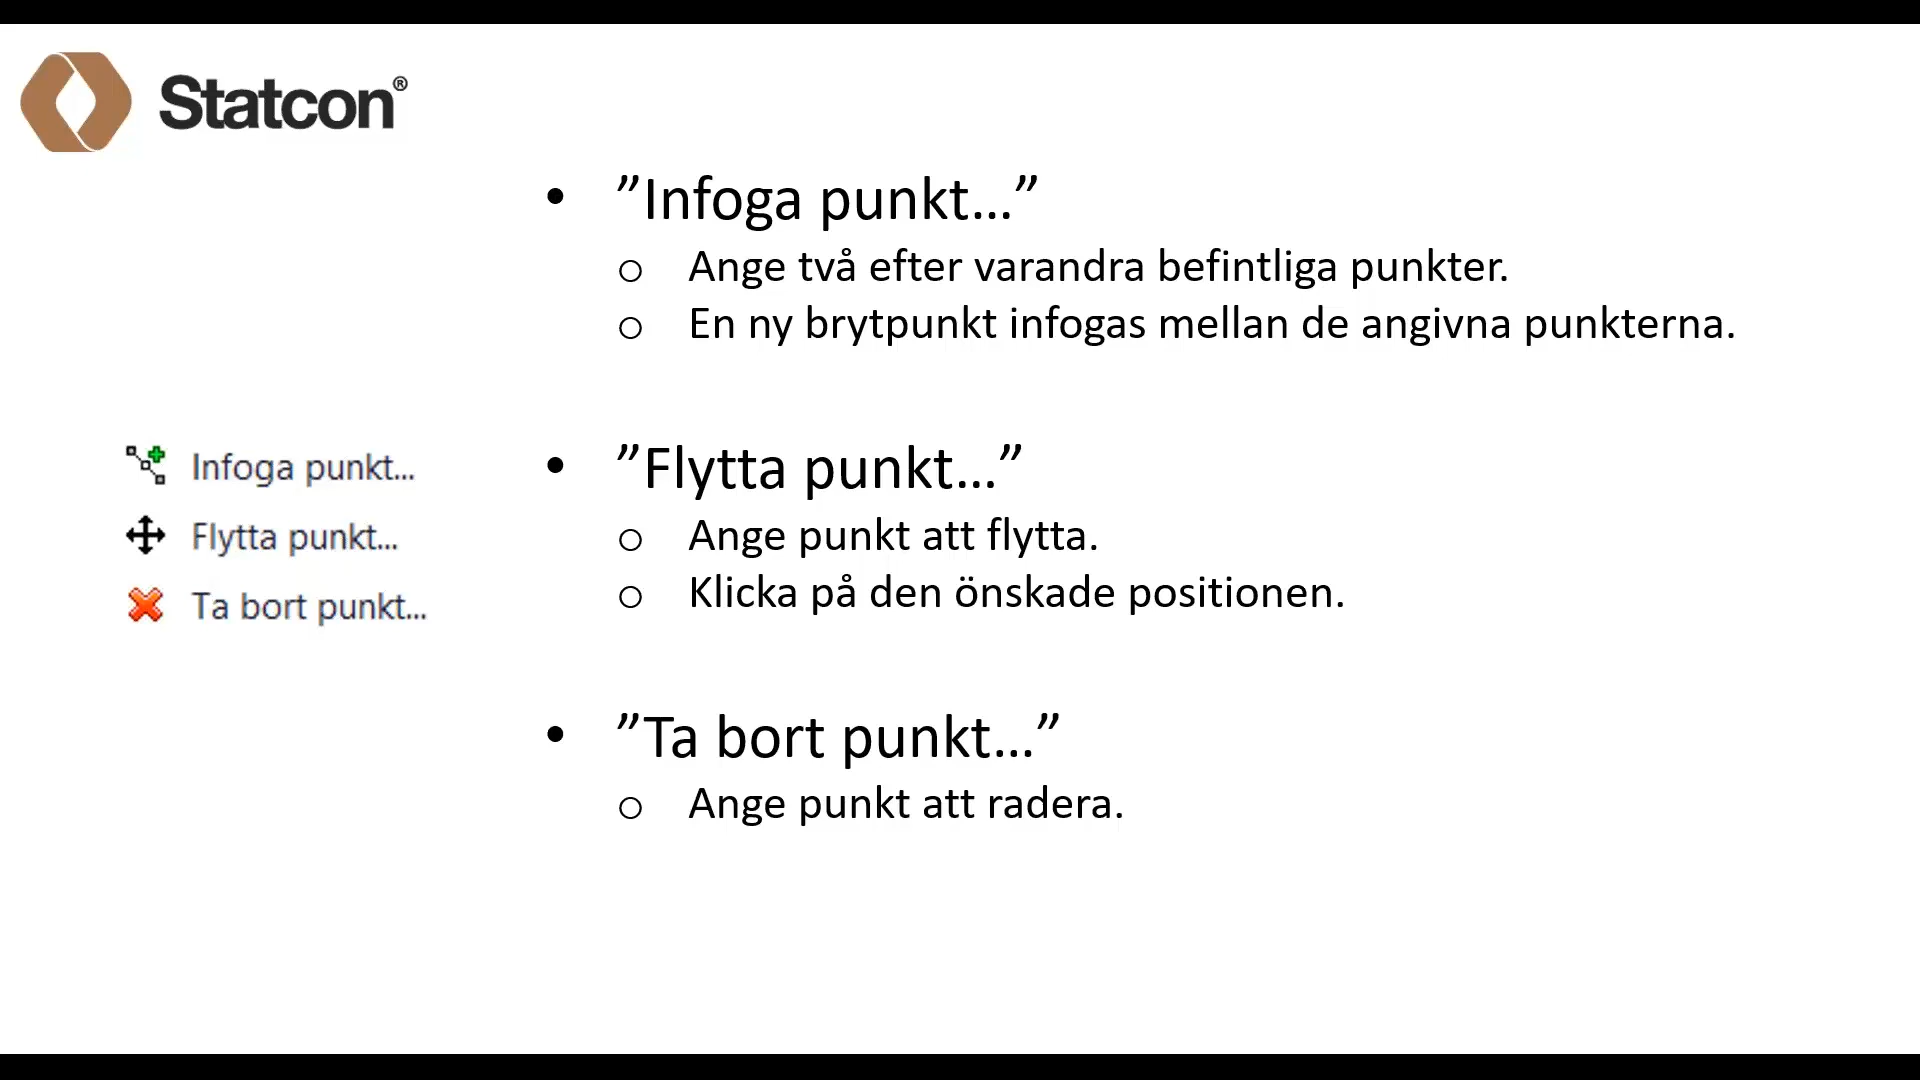 Statcon®
• ”Infoga punkt…”
o Ange två efter varandra befintliga punkter.
o En ny brytpunkt infogas mellan de angivna punkterna.
Infoga punkt...
Flytta punkt...
Ta bort punkt...
• ”Flytta punkt…”
o Ange punkt att flytta.
o Klicka på den önskade positionen.
• ”Ta bort punkt…”
o Ange punkt att radera.